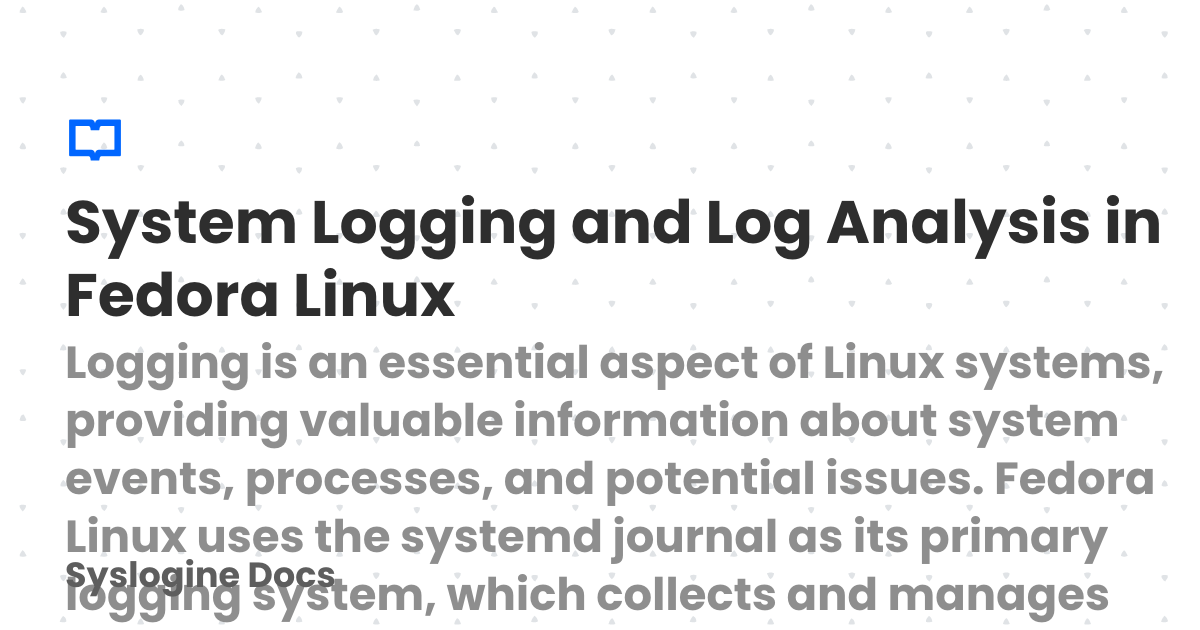 System Logging and Log Analysis in
Fedora Linux
Logging is an essential aspect of Linux systems,
providing valuable information about system
events, processes, and potential issues. Fedora
Linux uses the systemd journal as its primary
Syslogine Docs
logging system, which collects and manages